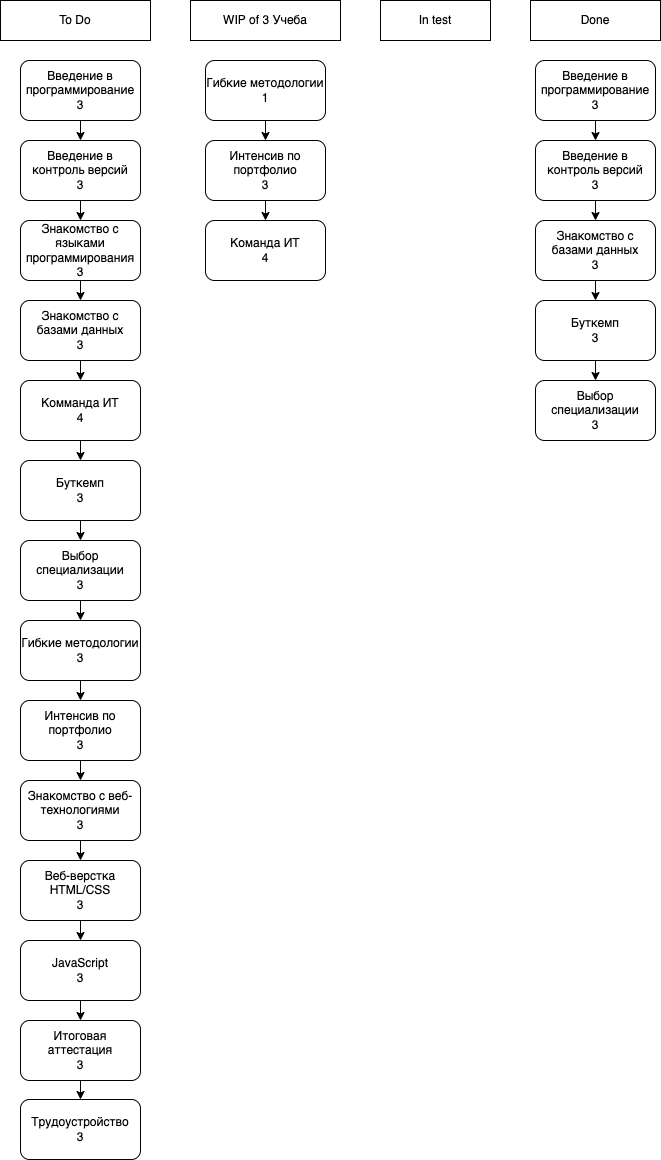 To Do
WIP of 3 Учеба
In test
Done
Введение в
программирование
3
Введение в
контроль версий
3
Знакомство с
языками
программирования
3
Знакомство с
базами данных
3
Комманда ИТ
4
Буткемп
3
Выбор
специализации
3
Гибкие методологии
3
Интенсив по
портфолио
3
Знакомство с веб-
технологиями
3
Веб-верстка
HTML/CSS
3
JavaScript
3
Итоговая
аттестация
3
Трудоустройство
3
Гибкие методологии
1
Интенсив по
портфолио
3
Команда ИТ
4
Введение в
программирование
3
Введение в
контроль версий
3
Знакомство с
базами данных
3
Буткемп
3
Выбор
специализации
3